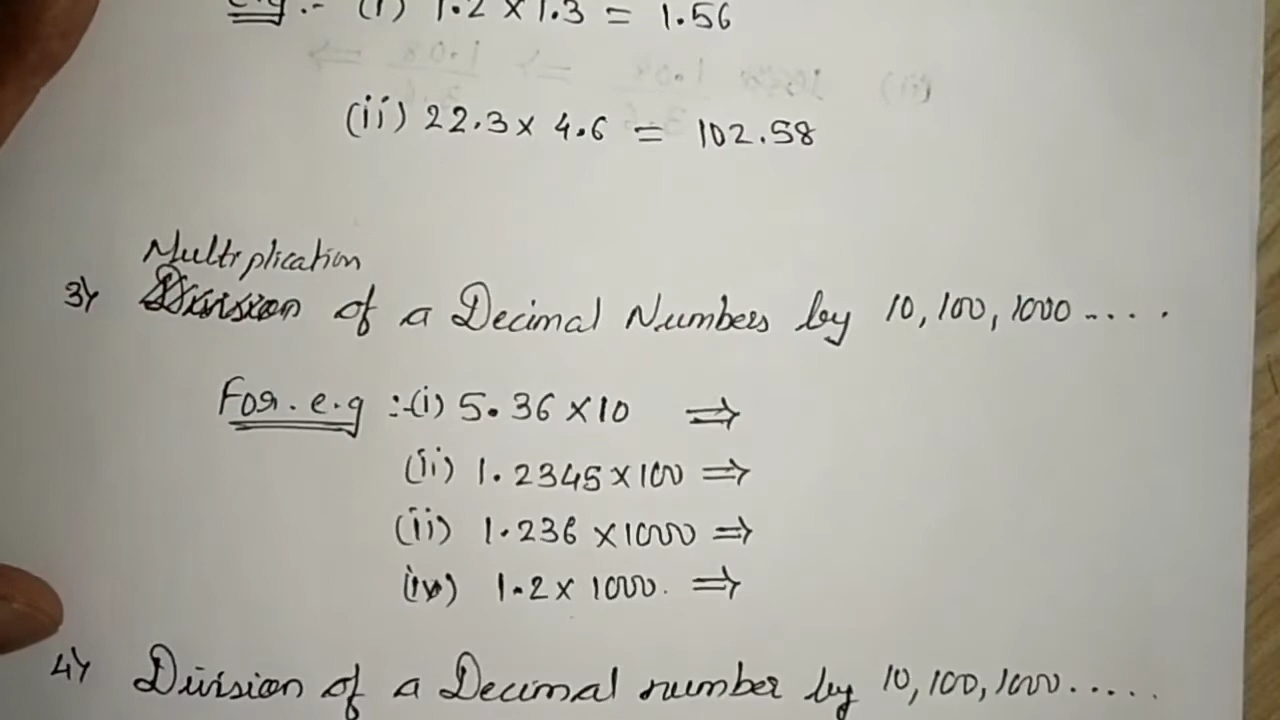 e.g :- (i) 1.2 × 1.3 = 1.56
(ii) 22.3 × 4.6 = 102.58
Multiplication
3) Division of a Decimal Numbers by 10, 100, 1000 .....
For. e.g :- (i) 5.36 × 10 ⇒
(ii) 1.2345 × 100 ⇒
(ii) 1.236 × 1000 ⇒
(iv) 1.2 × 1000. ⇒
4) Division of a Decimal number by 10, 100, 1000 .....